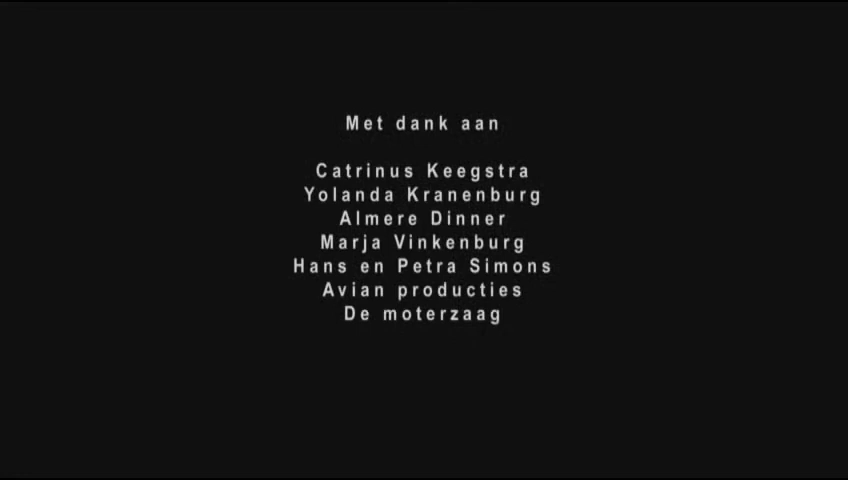 Met dank aan
Catrinus Keegstra
Yolanda Kranenburg
Almere Dinner
Marja Vinkenburg
Hans en Petra Simons
Avian producties
De moterzaag